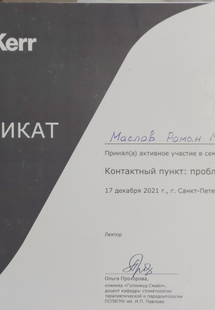 Kerr
ИКАТ
Маслав Роман
Принял(а) активное участие в сем
Контактный пункт: пробл
17 декабря 2021 г., г. Санкт-Пете
Лектор
Ольга Прохорова,
клиника «Голливуд Смайл»,
доцент кафедры стоматологии
терапевтической и пародонтологии
ПСПбГМУ им. И.П. Павлова